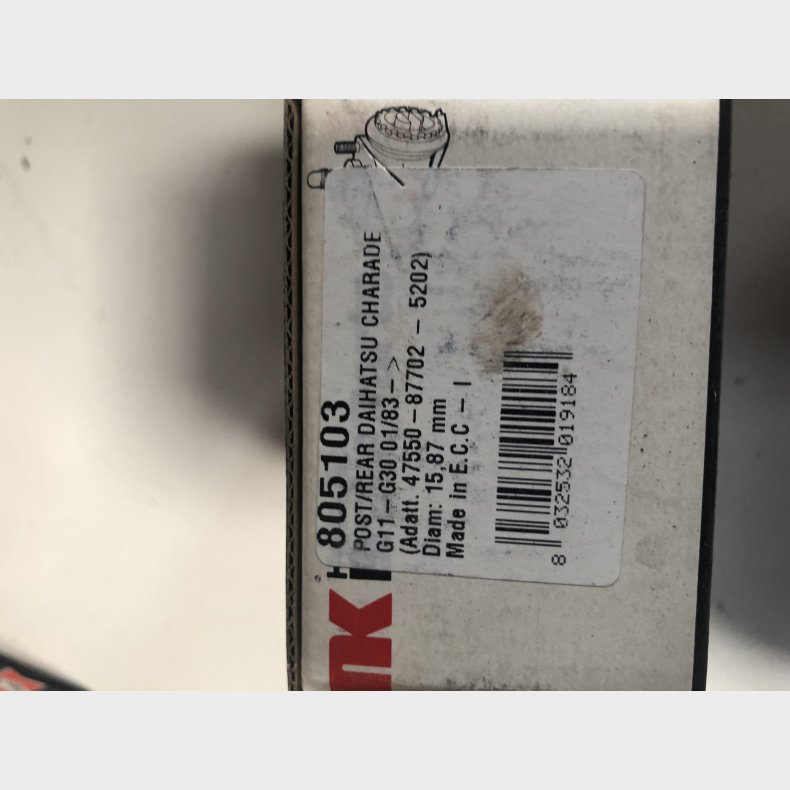 805103
POST/REAR DAIHATSU CHARADE
G11-G30 01/83->
(Adatt. 47550-87702 - 5202)
Diam: 15,87 mm
Made in E.C.C - I
8 032532 019184